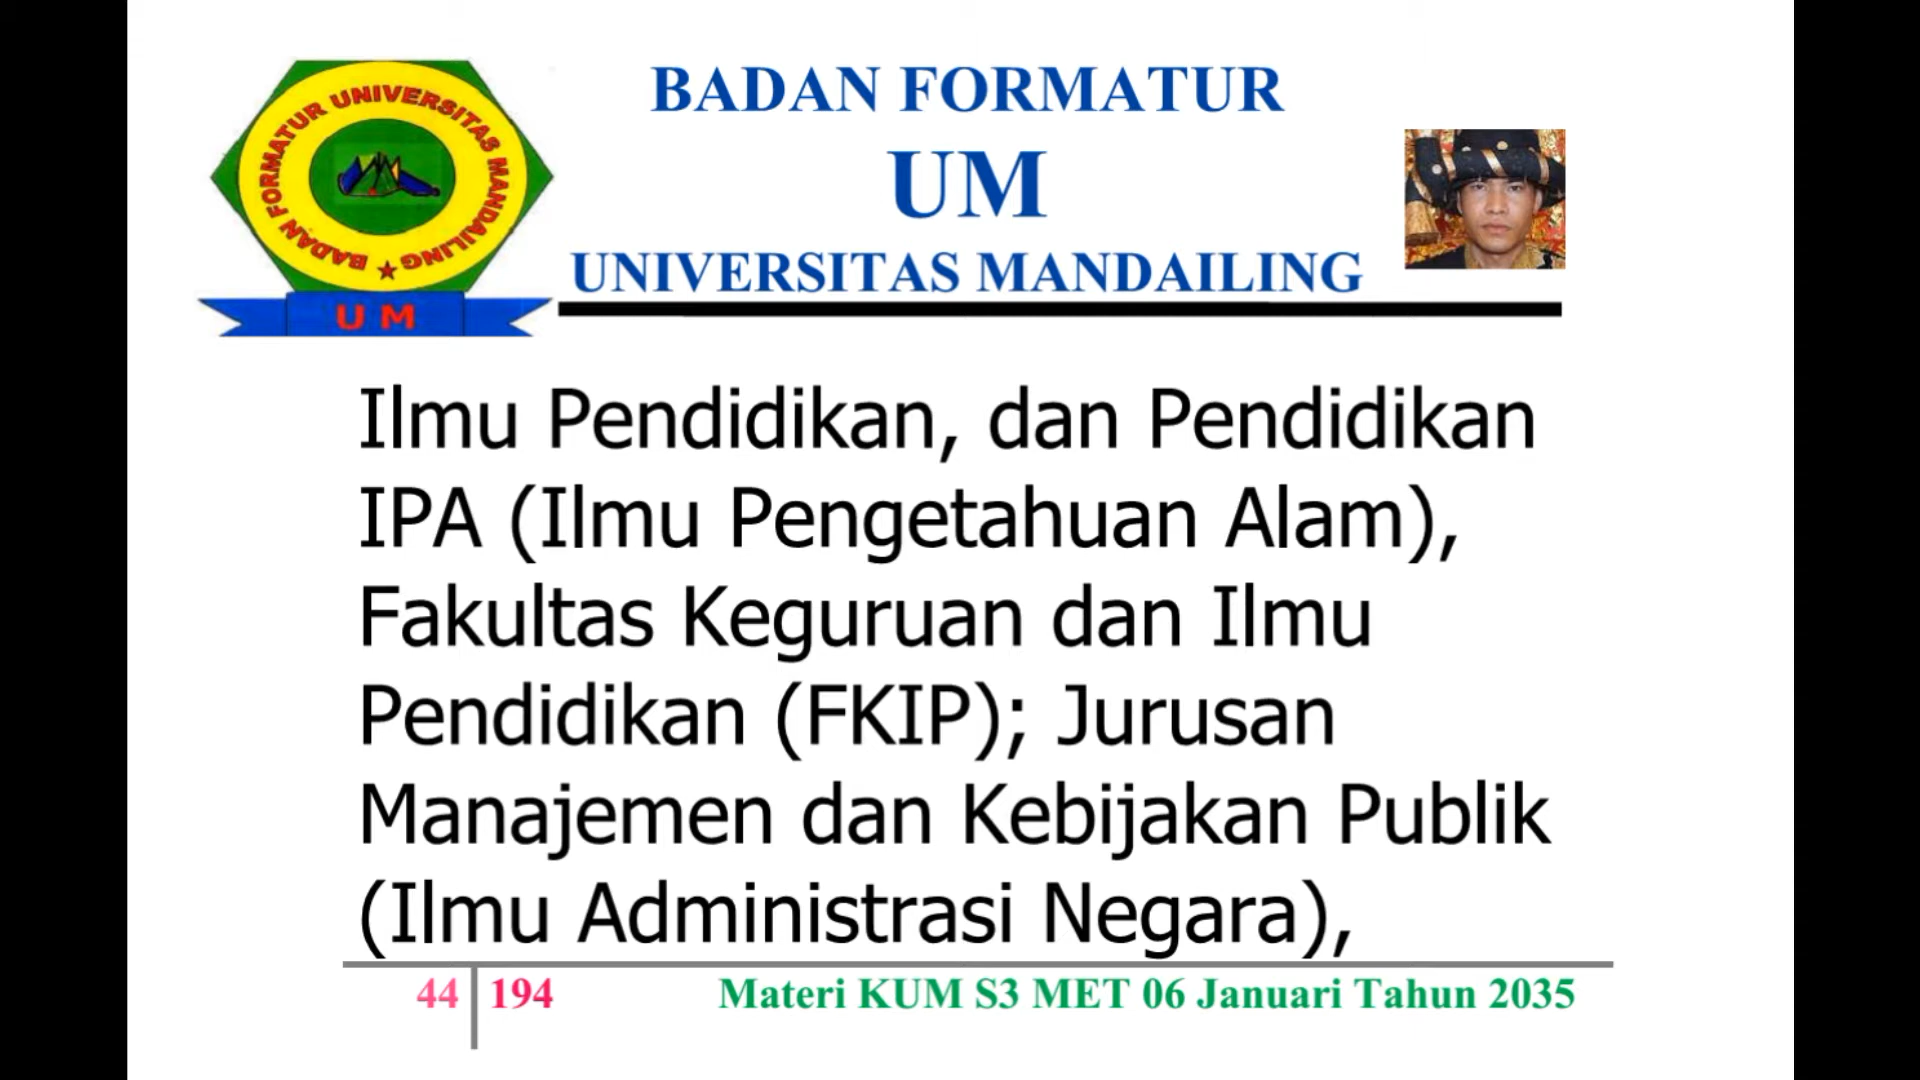 BADAN FORMATUR UNIVERSITAS MANDAILING
U M
BADAN FORMATUR
UM
UNIVERSITAS MANDAILING
Ilmu Pendidikan, dan Pendidikan
IPA (Ilmu Pengetahuan Alam),
Fakultas Keguruan dan Ilmu
Pendidikan (FKIP); Jurusan
Manajemen dan Kebijakan Publik
(Ilmu Administrasi Negara),
44 194
Materi KUM S3 MET 06 Januari Tahun 2035